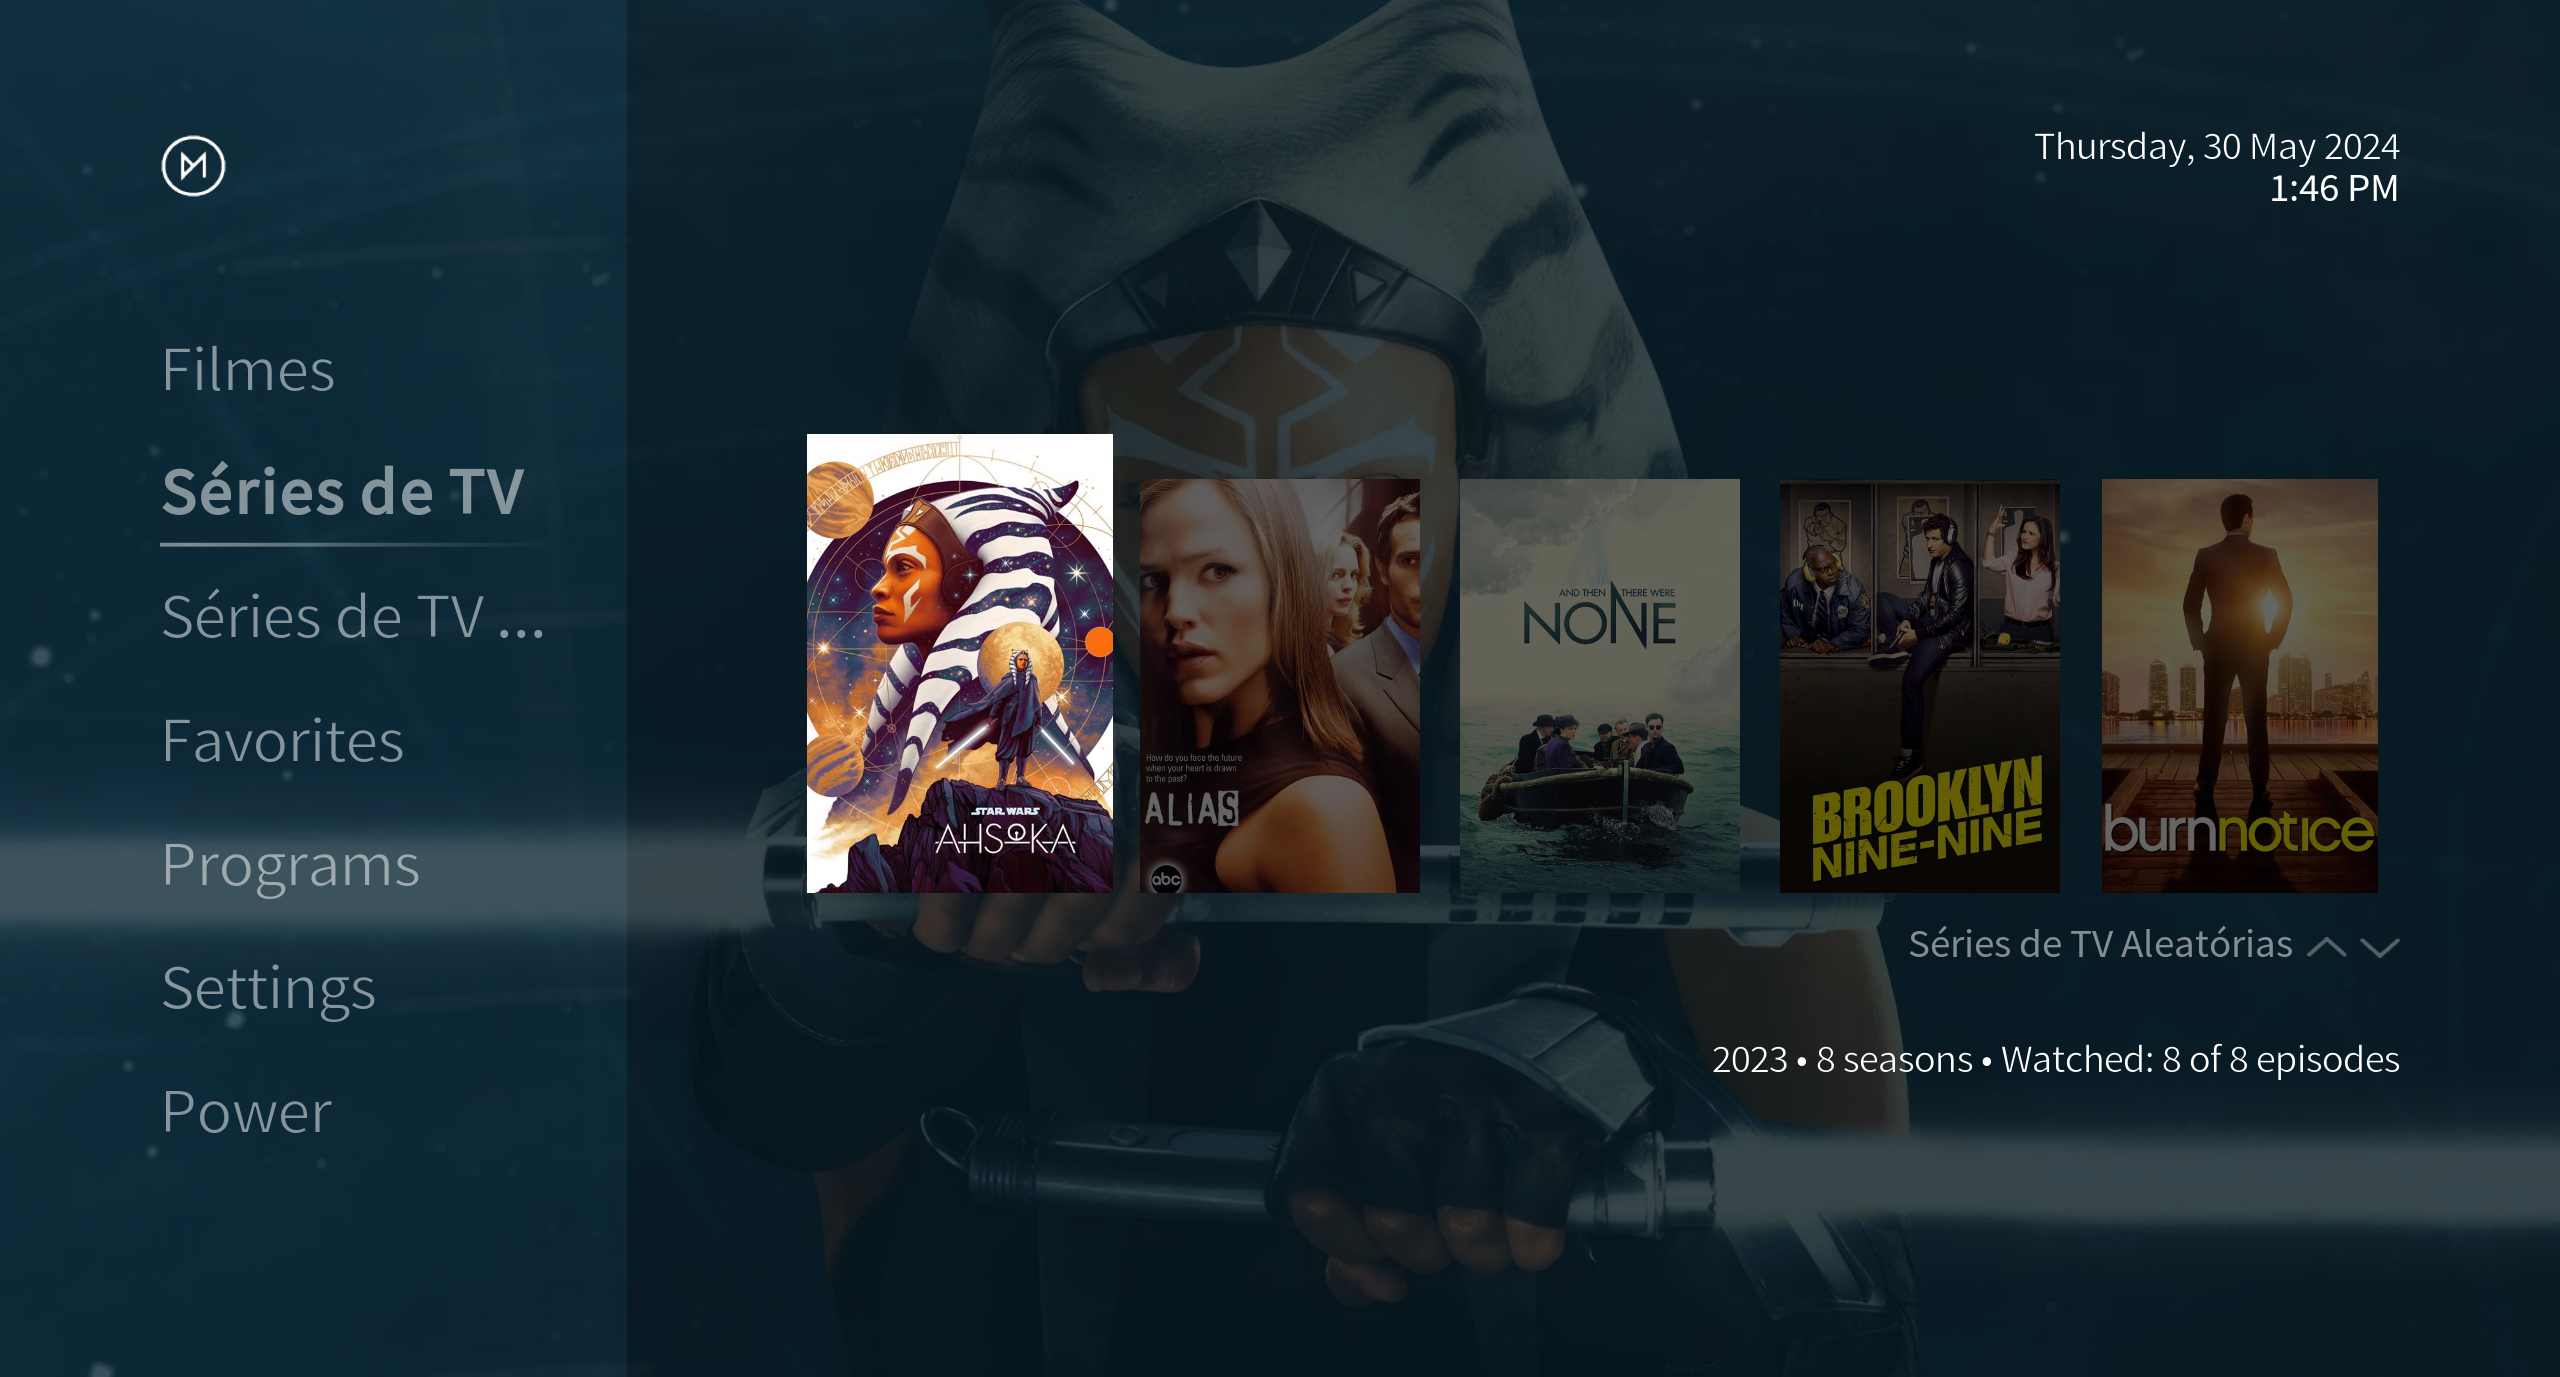 Thursday, 30 May 2024
1:46 PM
Filmes
Séries de TV
Séries de TV ...
Favorites
Programs
Settings
Power
STAR WARS
AHSOKA
How do you face the future
when your heart is drawn
to the past?
ALIAS
abc
AND THEN THERE WERE
NONE
BROOKLYN
NINE-NINE
burnnotice
Séries de TV Aleatórias
2023 • 8 seasons • Watched: 8 of 8 episodes